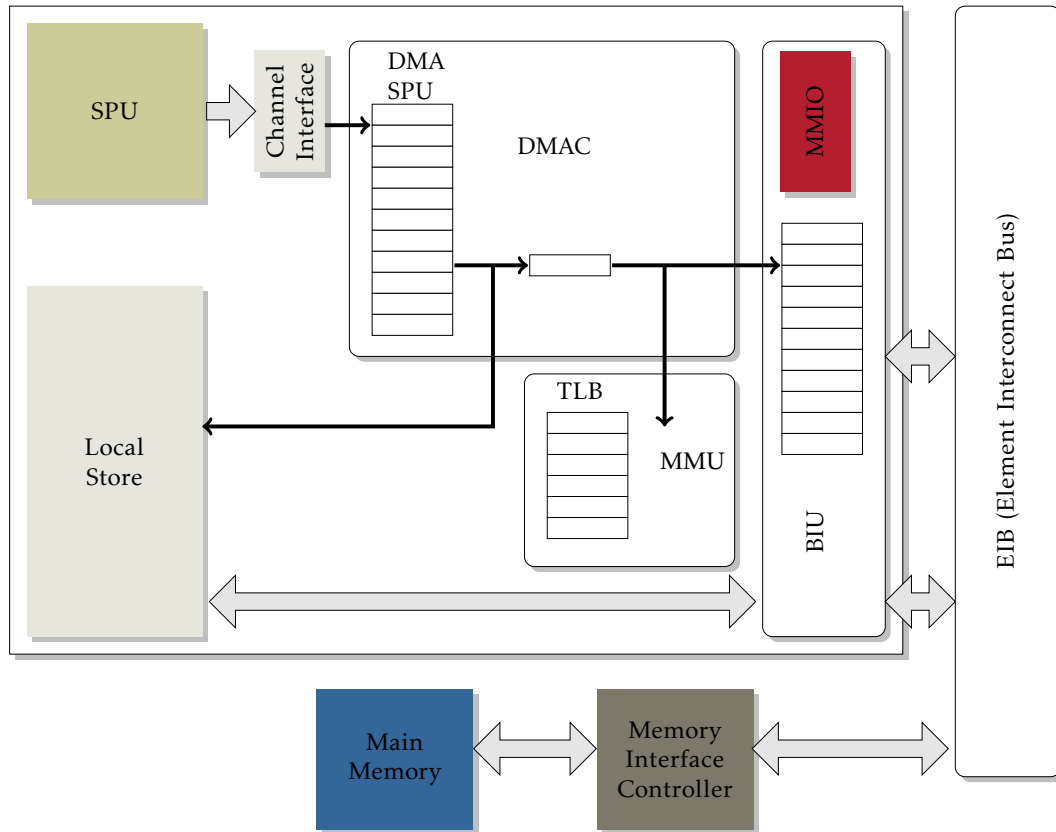 SPU
Channel
Interface
DMA
SPU
DMAC
MMIO
Local
Store
TLB
MMU
BIU
EIB (Element Interconnect Bus)
Main
Memory
Memory
Interface
Controller